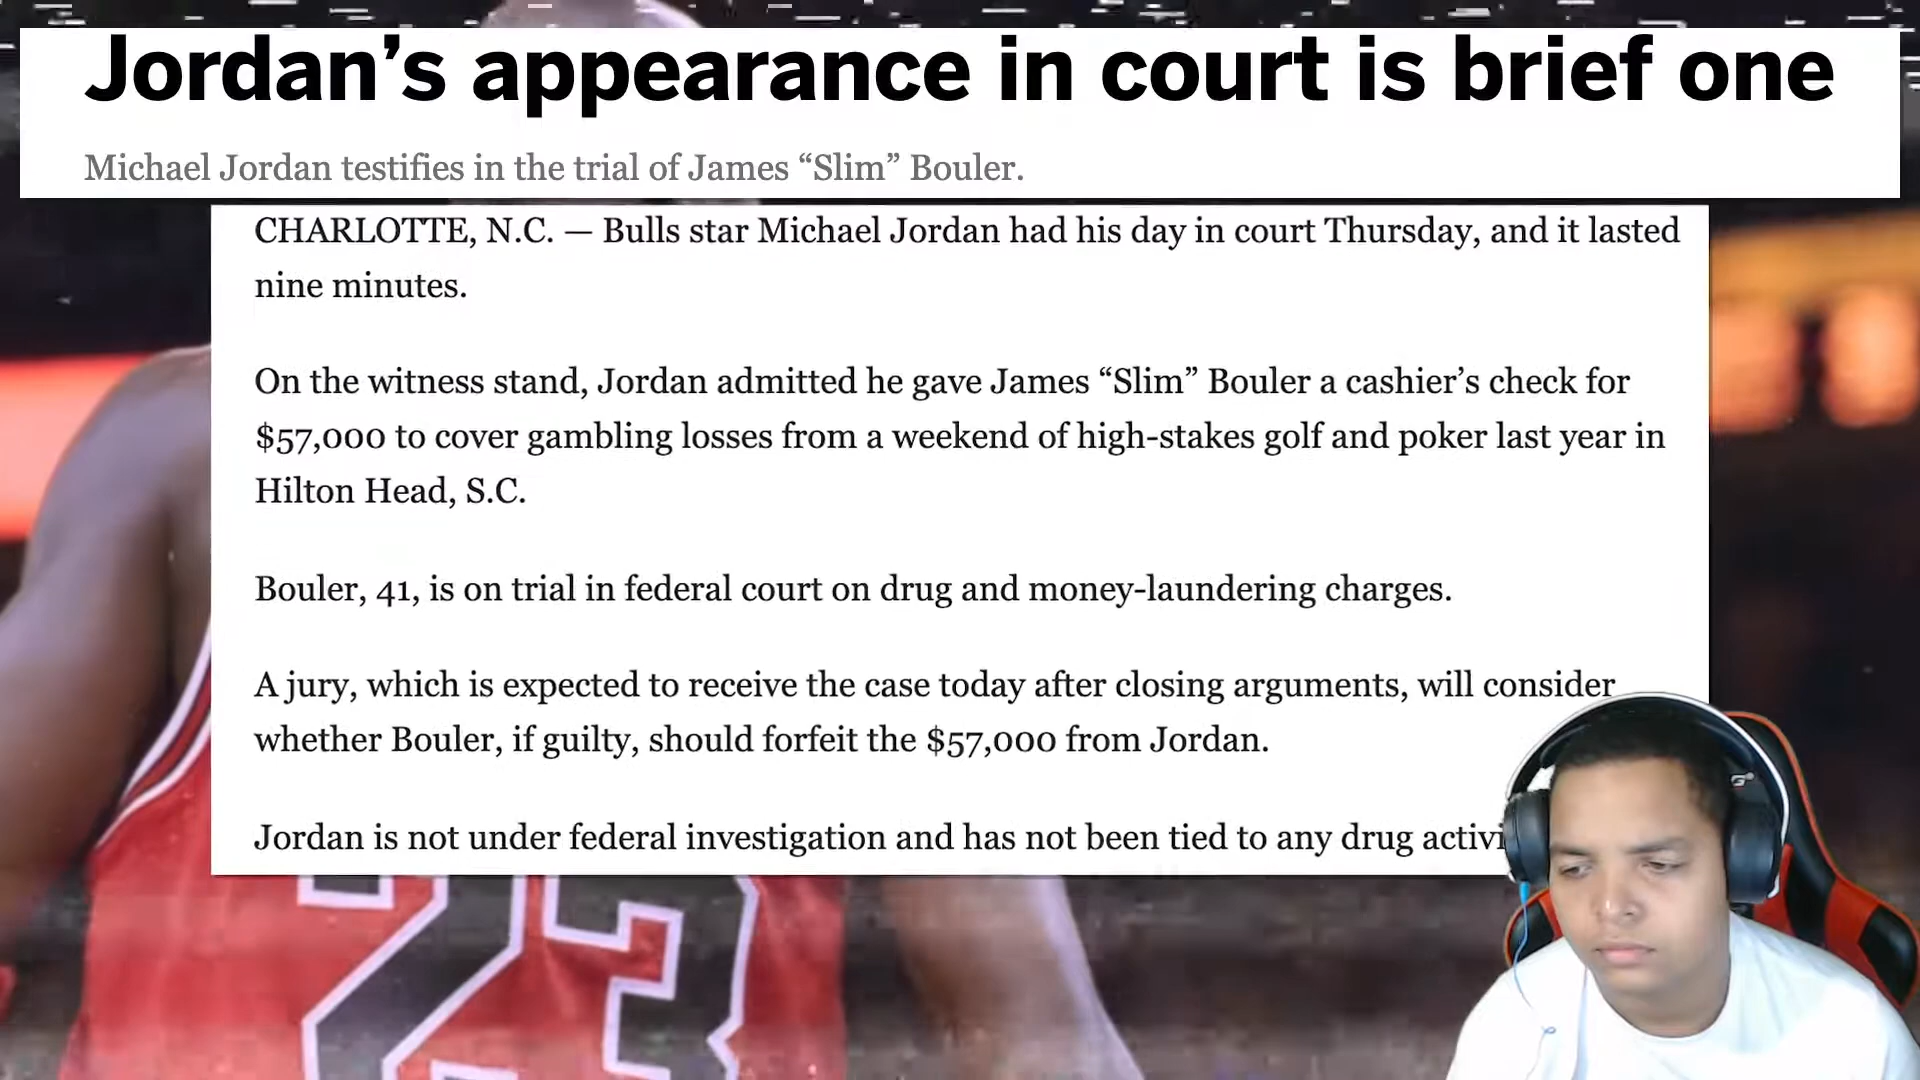 Jordan’s appearance in court is brief one
Michael Jordan testifies in the trial of James “Slim” Bouler.
CHARLOTTE, N.C. — Bulls star Michael Jordan had his day in court Thursday, and it lasted
nine minutes.
On the witness stand, Jordan admitted he gave James “Slim” Bouler a cashier’s check for
$57,000 to cover gambling losses from a weekend of high-stakes golf and poker last year in
Hilton Head, S.C.
Bouler, 41, is on trial in federal court on drug and money-laundering charges.
A jury, which is expected to receive the case today after closing arguments, will consider
whether Bouler, if guilty, should forfeit the $57,000 from Jordan.
Jordan is not under federal investigation and has not been tied to any drug
23